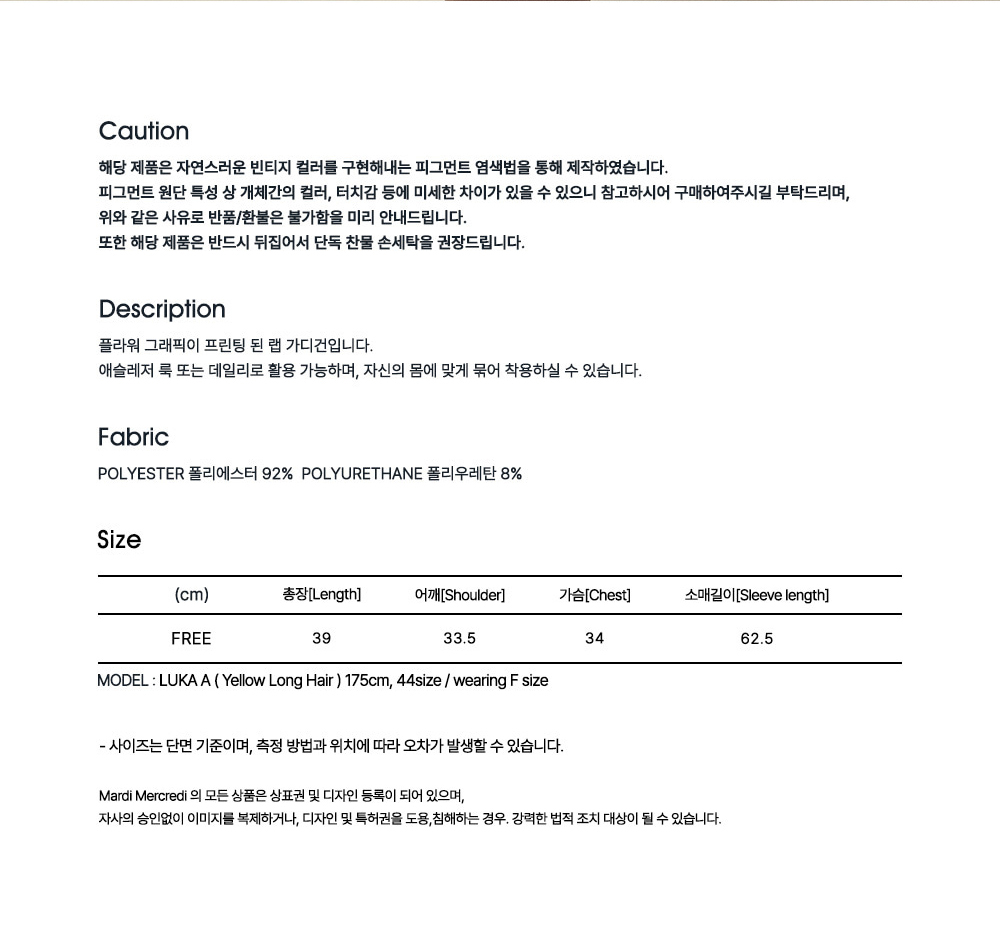 Caution
해당 제품은 자연스러운 빈티지 컬러를 구현해내는 피그먼트 염색법을 통해 제작하였습니다.
피그먼트 원단 특성 상 개체간의 컬러, 터치감 등에 미세한 차이가 있을 수 있으니 참고하시어 구매하여주시길 부탁드리며,
위와 같은 사유로 반품/환불은 불가함을 미리 안내드립니다.
또한 해당 제품은 반드시 뒤집어서 단독 찬물 손세탁을 권장드립니다.
Description
플라워 그래픽이 프린팅 된 랩 가디건입니다.
애슬레저 룩 또는 데일리로 활용 가능하며, 자신의 몸에 맞게 묶어 착용하실 수 있습니다.
Fabric
POLYESTER 폴리에스터 92% POLYURETHANE 폴리우레탄 8%
Size
(cm) 총장[Length] 어깨[Shoulder] 가슴[Chest] 소매길이[Sleeve length]
FREE 39 33.5 34 62.5
MODEL : LUKA A ( Yellow Long Hair ) 175cm, 44size / wearing F size
- 사이즈는 단면 기준이며, 측정 방법과 위치에 따라 오차가 발생할 수 있습니다.
Mardi Mercredi 의 모든 상품은 상표권 및 디자인 등록이 되어 있으며,
자사의 승인없이 이미지를 복제하거나, 디자인 및 특허권을 도용,침해하는 경우. 강력한 법적 조치 대상이 될 수 있습니다.